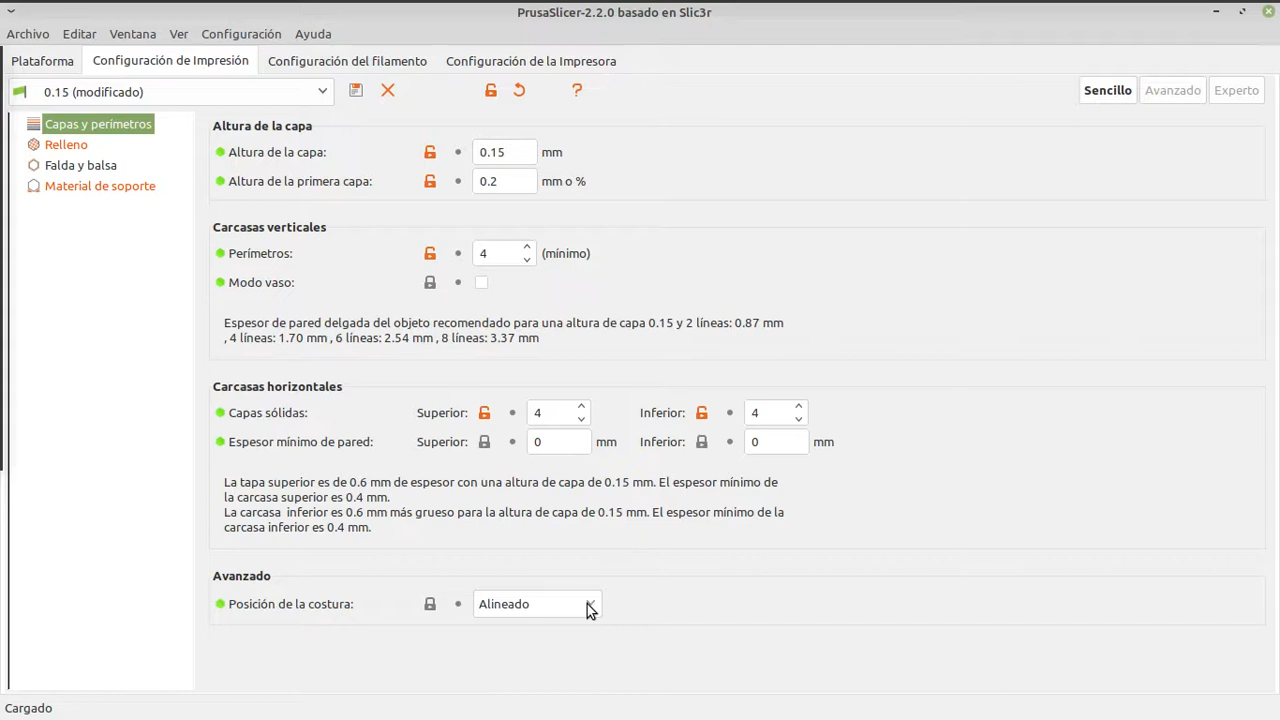 PrusaSlicer-2.2.0 basado en Slic3r
Archivo Editar Ventana Ver Configuración Ayuda
Plataforma Configuración de Impresión Configuración del filamento Configuración de la Impresora
0.15 (modificado) ? Sencillo Avanzado Experto
Capas y perímetros
Relleno
Falda y balsa
Material de soporte
Altura de la capa
Altura de la capa: 0.15 mm
Altura de la primera capa: 0.2 mm o %
Carcasas verticales
Perímetros: 4 (mínimo)
Modo vaso:
Espesor de pared delgada del objeto recomendado para una altura de capa 0.15 y 2 líneas: 0.87 mm
, 4 líneas: 1.70 mm , 6 líneas: 2.54 mm , 8 líneas: 3.37 mm
Carcasas horizontales
Capas sólidas: Superior: 4 Inferior: 4
Espesor mínimo de pared: Superior: 0 mm Inferior: 0 mm
La tapa superior es de 0.6 mm de espesor con una altura de capa de 0.15 mm. El espesor mínimo de
la carcasa superior es 0.4 mm.
La carcasa  inferior es 0.6 mm más grueso para la altura de capa de 0.15 mm. El espesor mínimo de la
carcasa inferior es 0.4 mm.
Avanzado
Posición de la costura: Alineado
Cargado